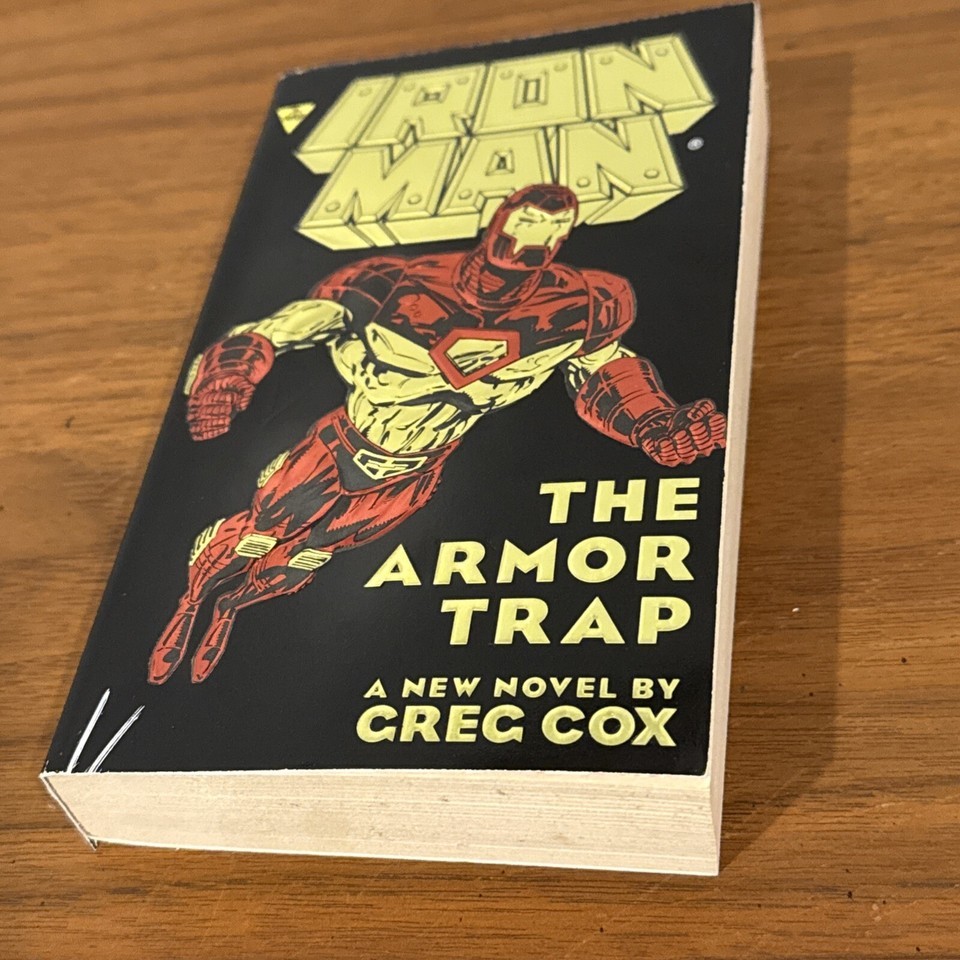 IRON
MAN®
THE
ARMOR
TRAP
A NEW NOVEL BY
GREG COX